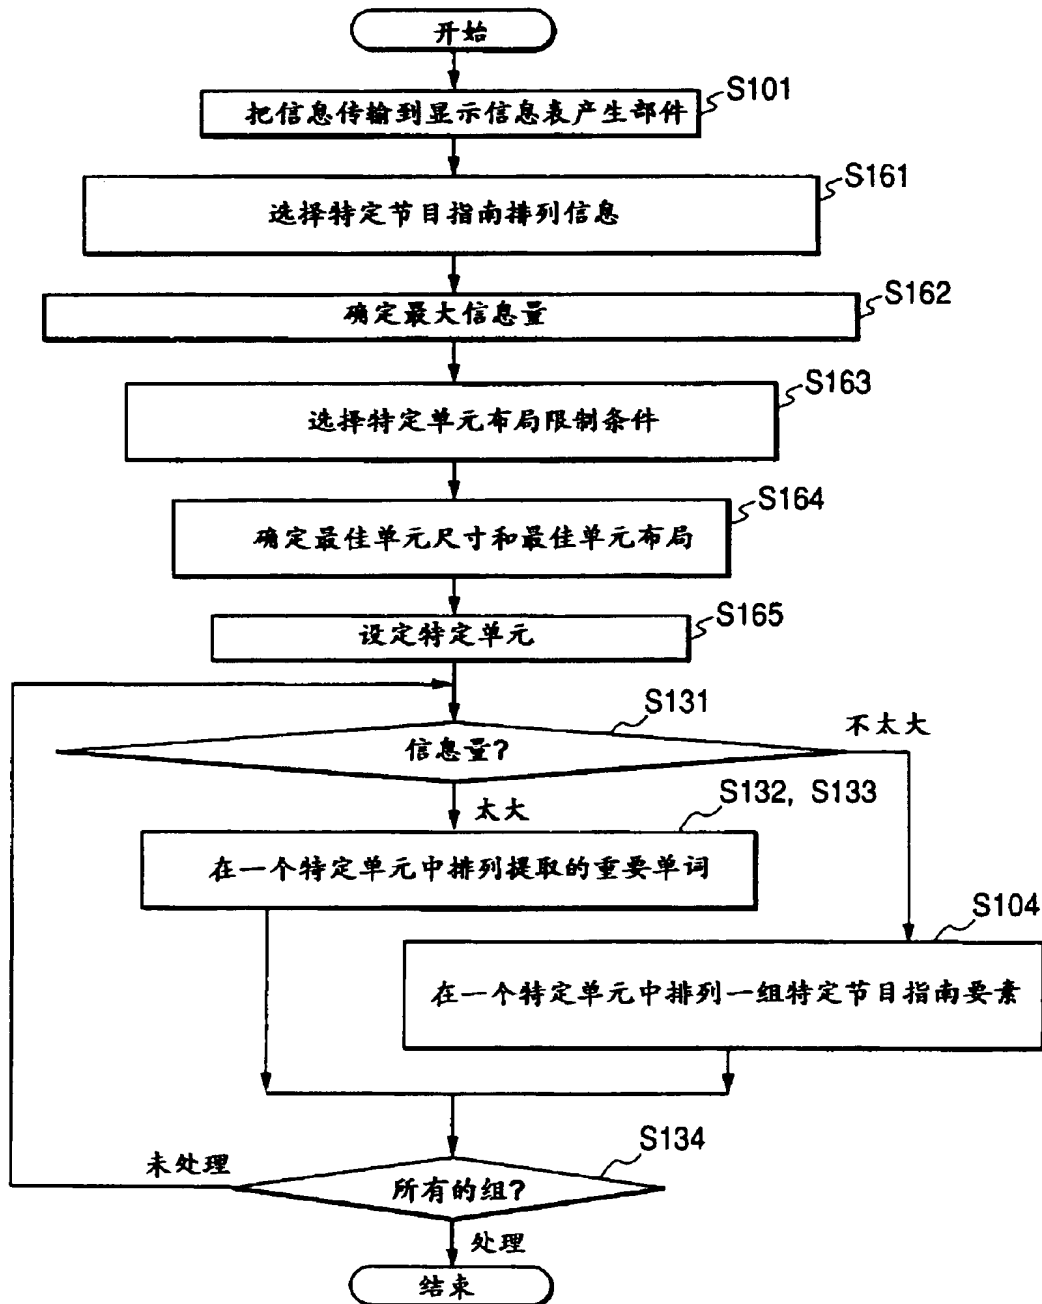 开始
S101
把信息传输到显示信息表产生部件
S161
选择特定节目指南排列信息
S162
确定最大信息量
S163
选择特定单元布局限制条件
S164
确定最佳单元尺寸和最佳单元布局
S165
设定特定单元
S131
不太大
信息量?
太大
S132, S133
在一个特定单元中排列提取的重要单词
S104
在一个特定单元中排列一组特定节目指南要素
S134
未处理
所有的组?
处理
结束